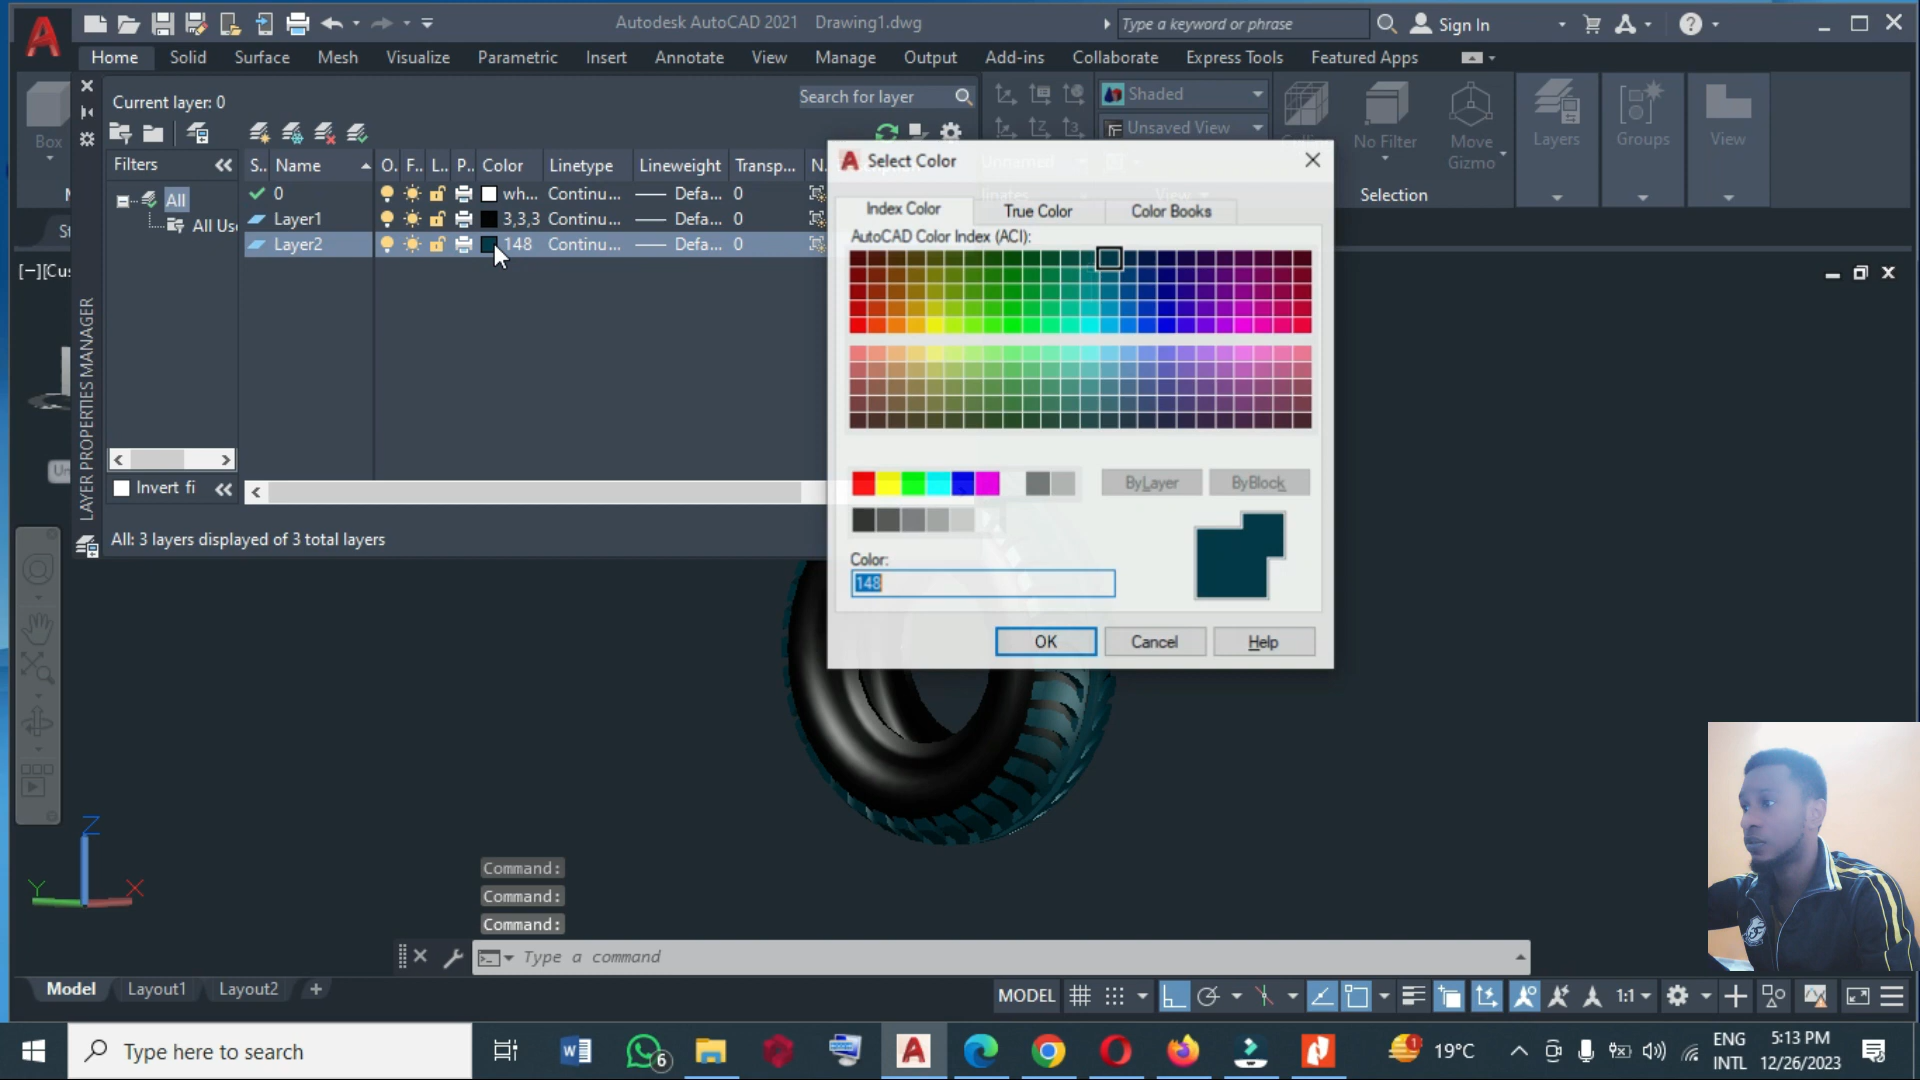 Autodesk AutoCAD 2021 Drawing1.dwg
Type a keyword or phrase
Sign In
Home Solid Surface Mesh Visualize Parametric Insert Annotate View Manage Output Add-ins Collaborate Express Tools Featured Apps
Current layer: 0
Search for layer
Shaded
Box
Unsaved View
No Filter
Move
Gizmo
Layers
Groups
View
Selection
Filters
S.. Name O. F.. L.. P.. Color Linetype Lineweight Transp... N.
All
All Us
0 wh... Continu... Defa... 0
Layer1 3,3,3 Continu... Defa... 0
Layer2 148 Continu... Defa... 0
Invert fi
All: 3 layers displayed of 3 total layers
LAYER PROPERTIES MANAGER
[−][Cu
Select Color
Index Color True Color Color Books
AutoCAD Color Index (ACI):
ByLayer ByBlock
Color:
148
OK Cancel Help
Z
Y X
Command:
Command:
Command:
Type a command
Model Layout1 Layout2 +
MODEL
1:1
Type here to search
6
1
19°C
ENG
INTL
5:13 PM
12/26/2023